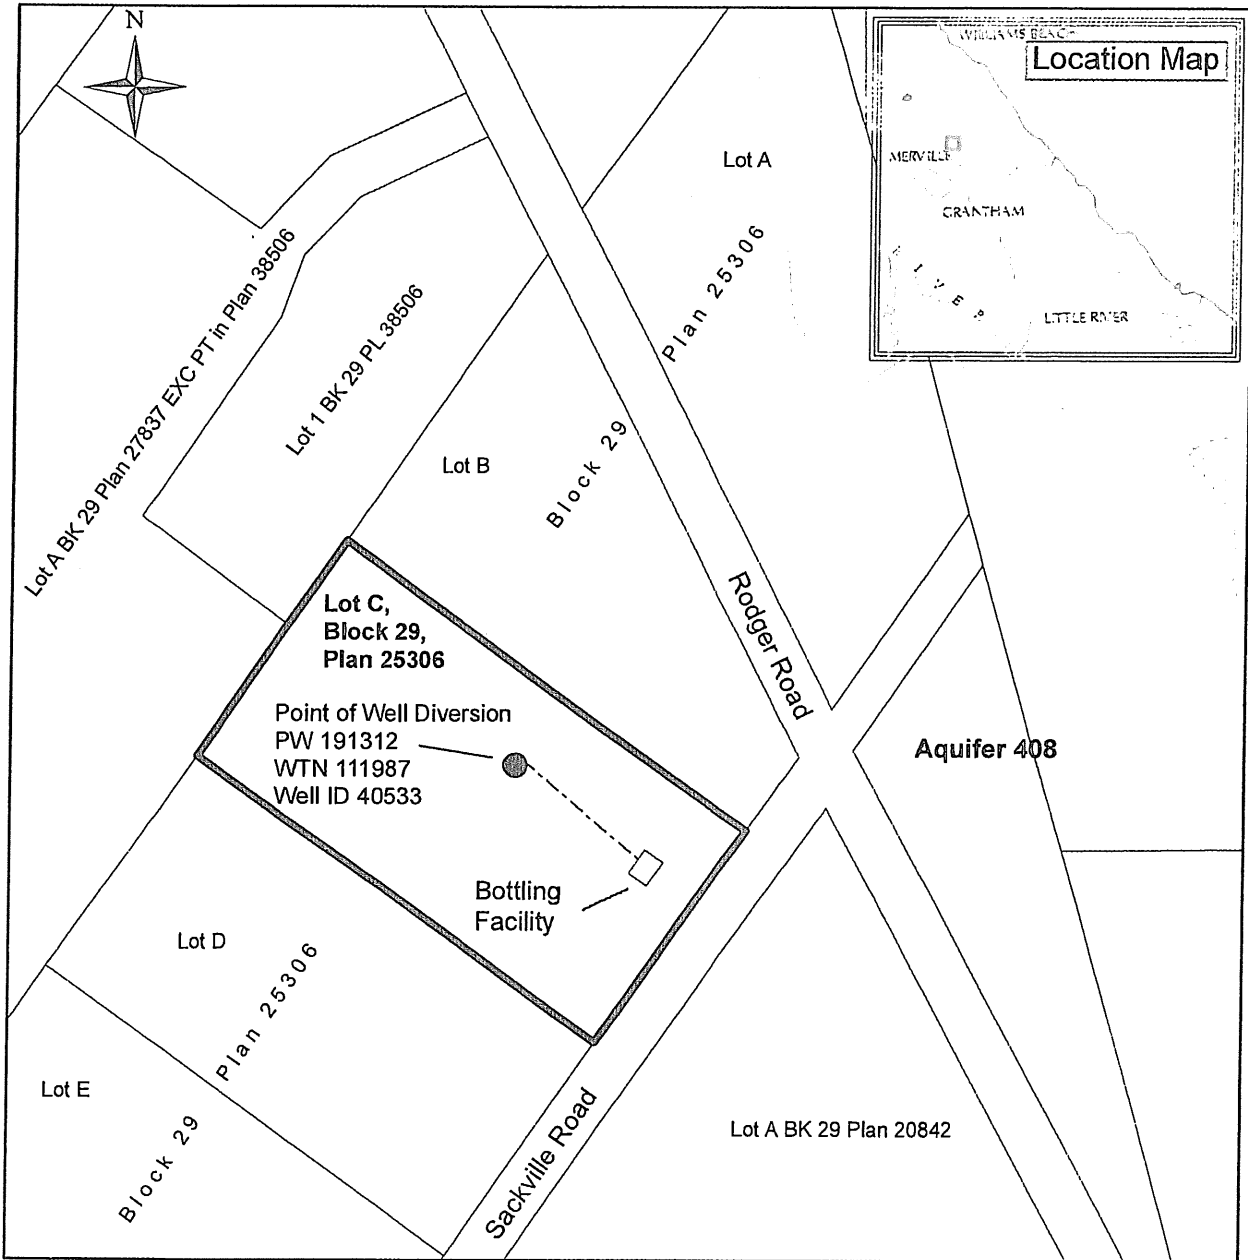 N
WILLIAMS BEACH
Location Map
MERVILLE
GRANTHAM
RIVER
LITTLE RIVER
Lot A
Plan 25306
Block 29
Lot A BK 29 Plan 27837 EXC PT in Plan 38506
Lot 1 BK 29 PL 38506
Lot B
Rodger Road
Lot C,
Block 29,
Plan 25306
Point of Well Diversion
PW 191312
WTN 111987
Well ID 40533
Aquifer 408
Bottling
Facility
Lot D
Plan 25306
Lot E
Block 29
Sackville Road
Lot A BK 29 Plan 20842